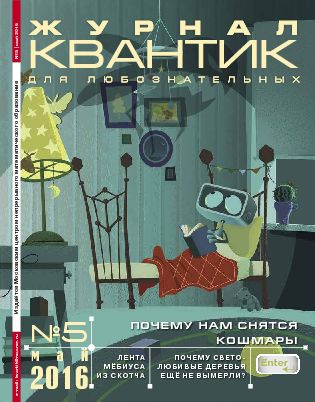 ЖУРНАЛ
КВАНТИК
ДЛЯ ЛЮБОЗНАТЕЛЬНЫХ
Издаётся Московским центром непрерывного математического образования
№5
май
2016
ПОЧЕМУ НАМ СНЯТСЯ
КОШМАРЫ
ЛЕНТА
МЁБИУСА
ИЗ СКОТЧА
ПОЧЕМУ СВЕТО-
ЛЮБИВЫЕ ДЕРЕВЬЯ
ЕЩЁ НЕ ВЫМЕРЛИ?
Enter